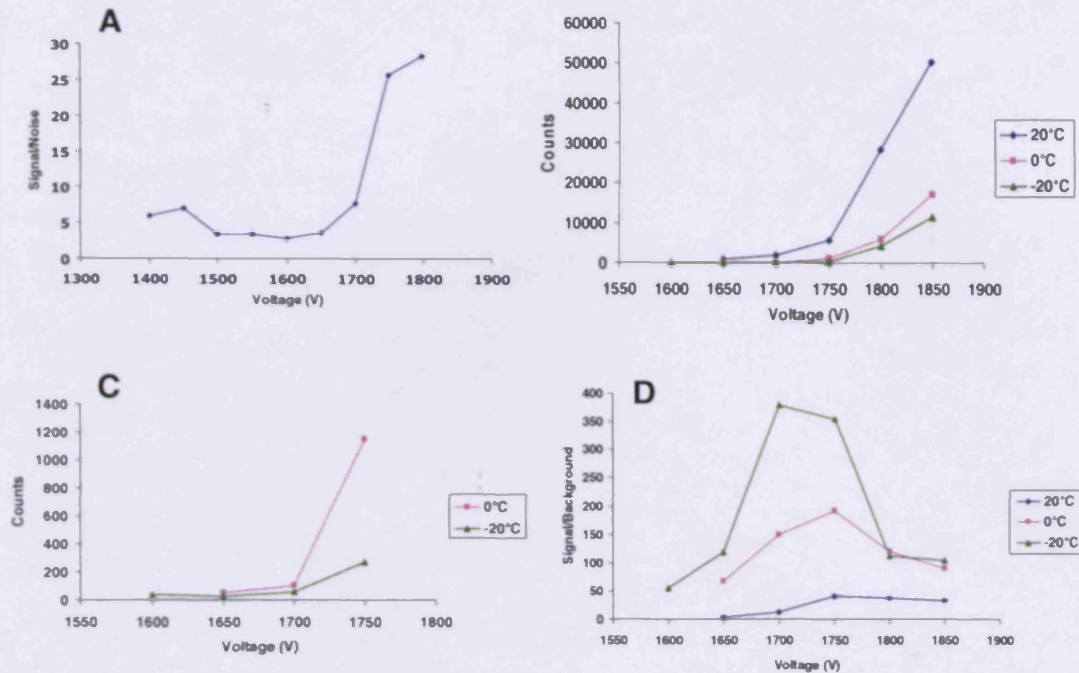 A
Signal/Noise
30
25
20
15
10
5
0
1300 1400 1500 1600 1700 1800 1900
Voltage (V)
Counts
60000
50000
40000
30000
20000
10000
0
1550 1600 1650 1700 1750 1800 1850 1900
Voltage (V)
20°C
0°C
-20°C
C
Counts
1400
1200
1000
800
600
400
200
0
1550 1600 1650 1700 1750 1800
Voltage (V)
0°C
-20°C
D
Signal/Background
400
350
300
250
200
150
100
50
0
1550 1600 1650 1700 1750 1800 1850 1900
Voltage (V)
20°C
0°C
-20°C